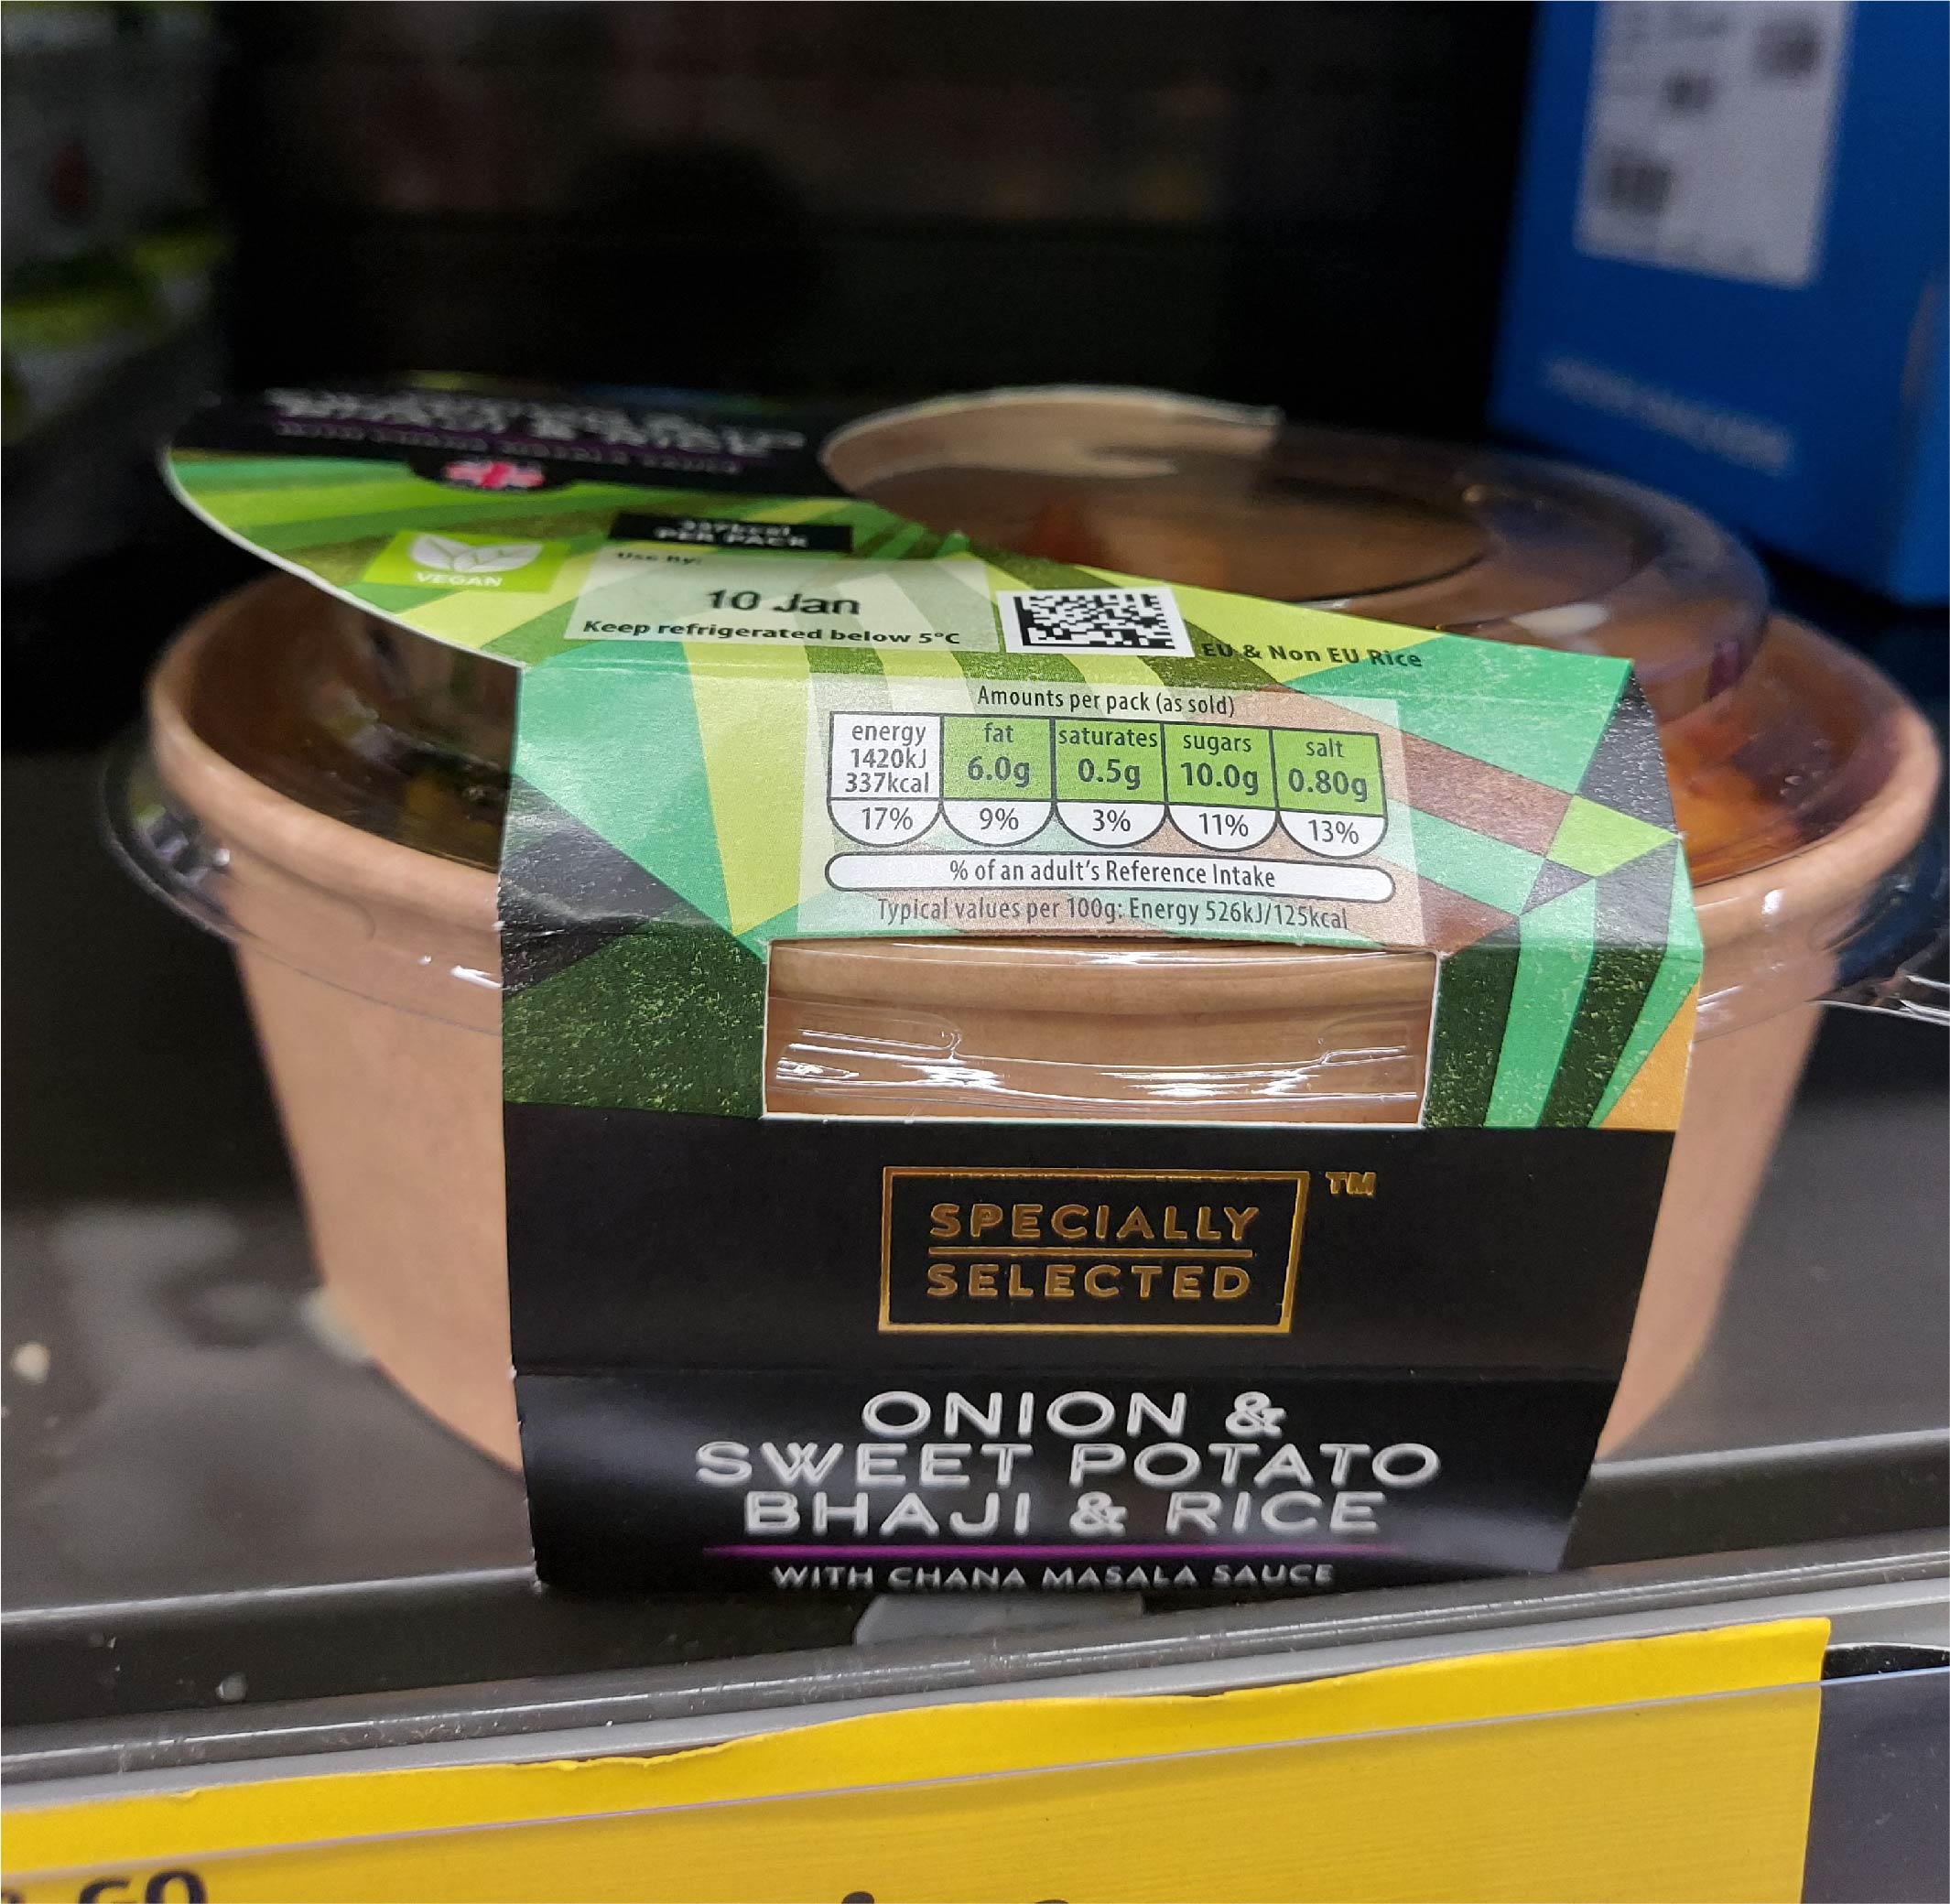 337kcal
PER PACK
VEGAN
Use By:
10 Jan
Keep refrigerated below 5°C
EU & Non EU Rice
Amounts per pack (as sold)
energy 1420kJ 337kcal 17%
fat 6.0g 9%
saturates 0.5g 3%
sugars 10.0g 11%
salt 0.80g 13%
% of an adult's Reference Intake
Typical values per 100g: Energy 526kJ/125kcal
SPECIALLY
SELECTED
TM
ONION &
SWEET POTATO
BHAJI & RICE
WITH CHANA MASALA SAUCE